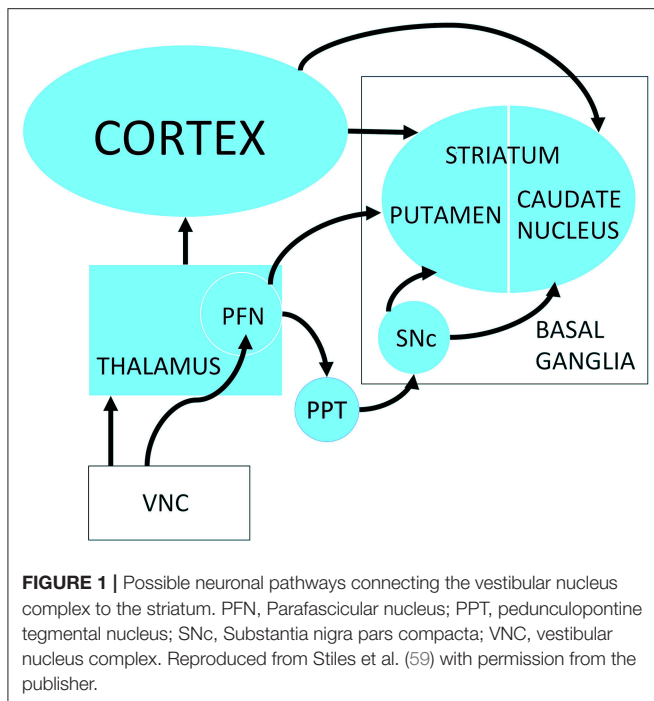 CORTEX
STRIATUM
PUTAMEN
CAUDATE
NUCLEUS
PFN
THALAMUS
SNc
BASAL
GANGLIA
PPT
VNC
FIGURE 1 | Possible neuronal pathways connecting the vestibular nucleus
complex to the striatum. PFN, Parafascicular nucleus; PPT, pedunculopontine
tegmental nucleus; SNc, Substantia nigra pars compacta; VNC, vestibular
nucleus complex. Reproduced from Stiles et al. (59) with permission from the
publisher.